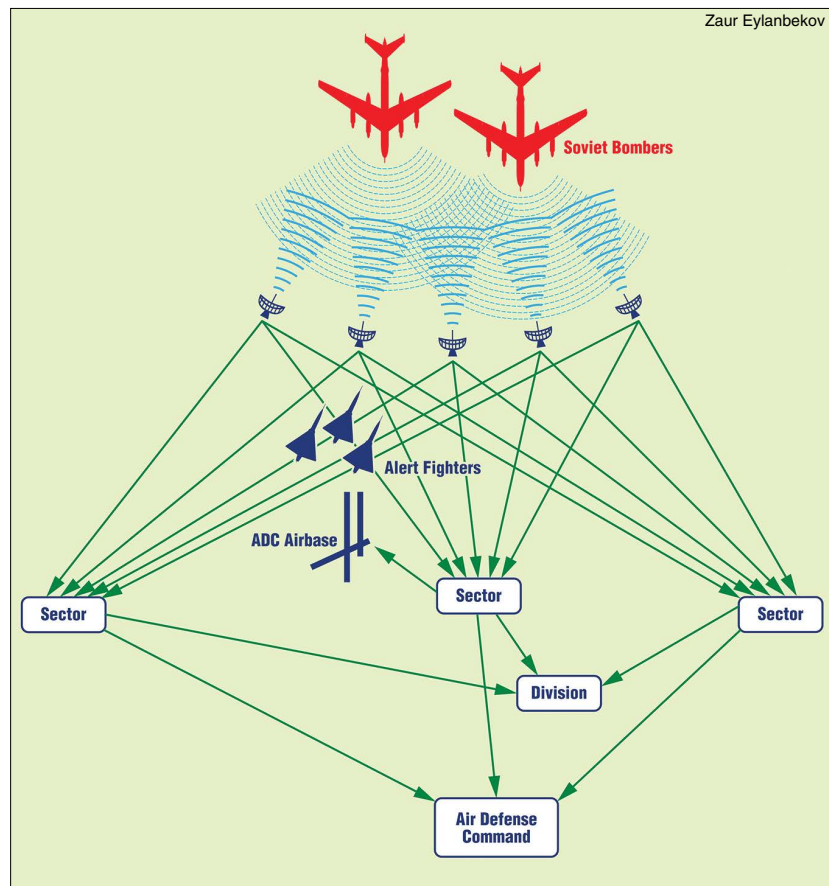 Zaur Eylanbekov
Soviet Bombers
Alert Fighters
ADC Airbase
Sector
Sector
Sector
Division
Air Defense
Command